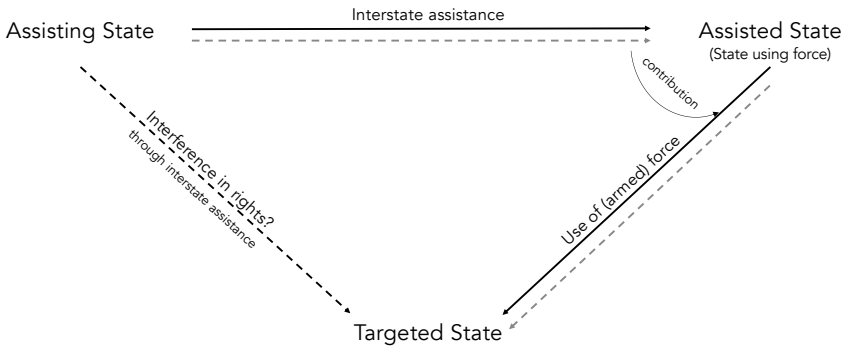 Interstate assistance
Assisting State
Assisted State
(State using force)
contribution
Interference in rights?
through interstate assistance
Use of (armed) force
Targeted State